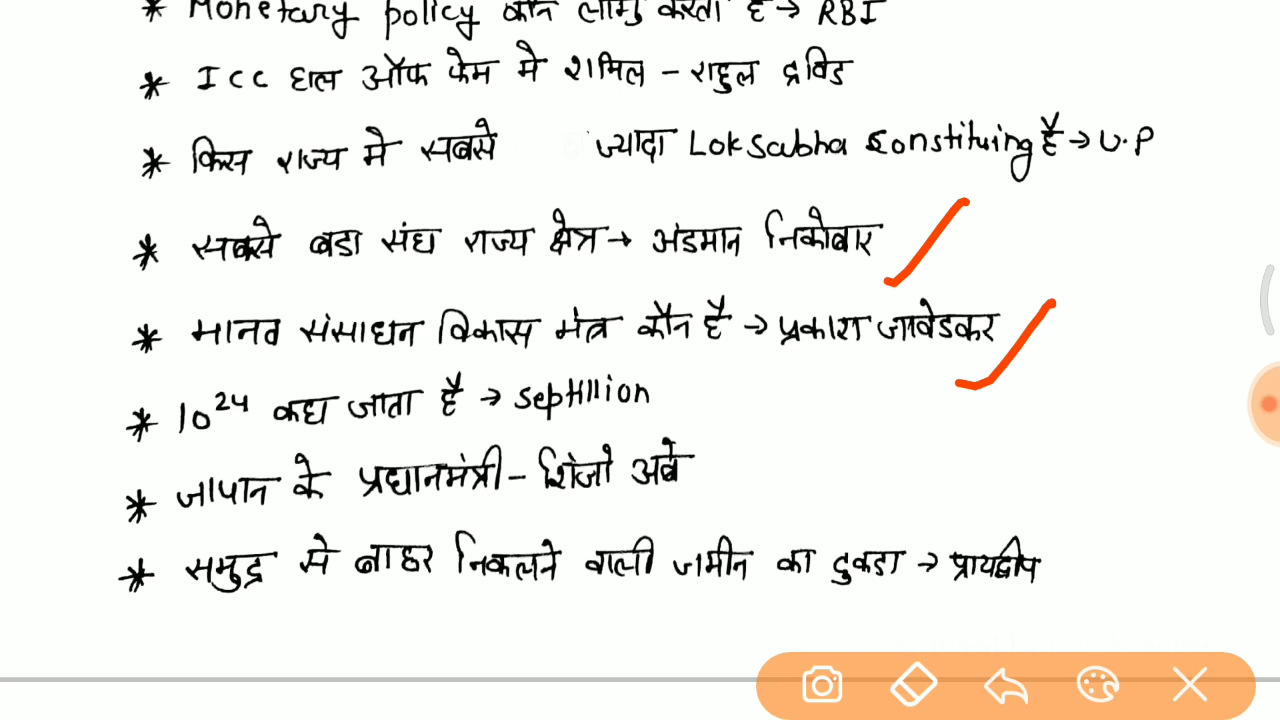 * Monetary policy कौन लागु करता है → RBI
* ICC हाल ऑफ फेम मे शामिल - राहुल द्रविड
* किस राज्य मे सबसे ज्यादा Loksabha constituing है → U.P
* सबसे बडा संघ राज्य क्षेत्र → अंडमान निकोबार
* मानव संसाधन विकास मंत्र कौन है → प्रकाश जावेडकर
* 10²⁴ कहा जाता है → septillion
* जापान के प्रधानमंत्री - शिंजो अबे
* समुद्र से बाहर निकलने वाली जमीन का टुकडा → प्रायद्वीप